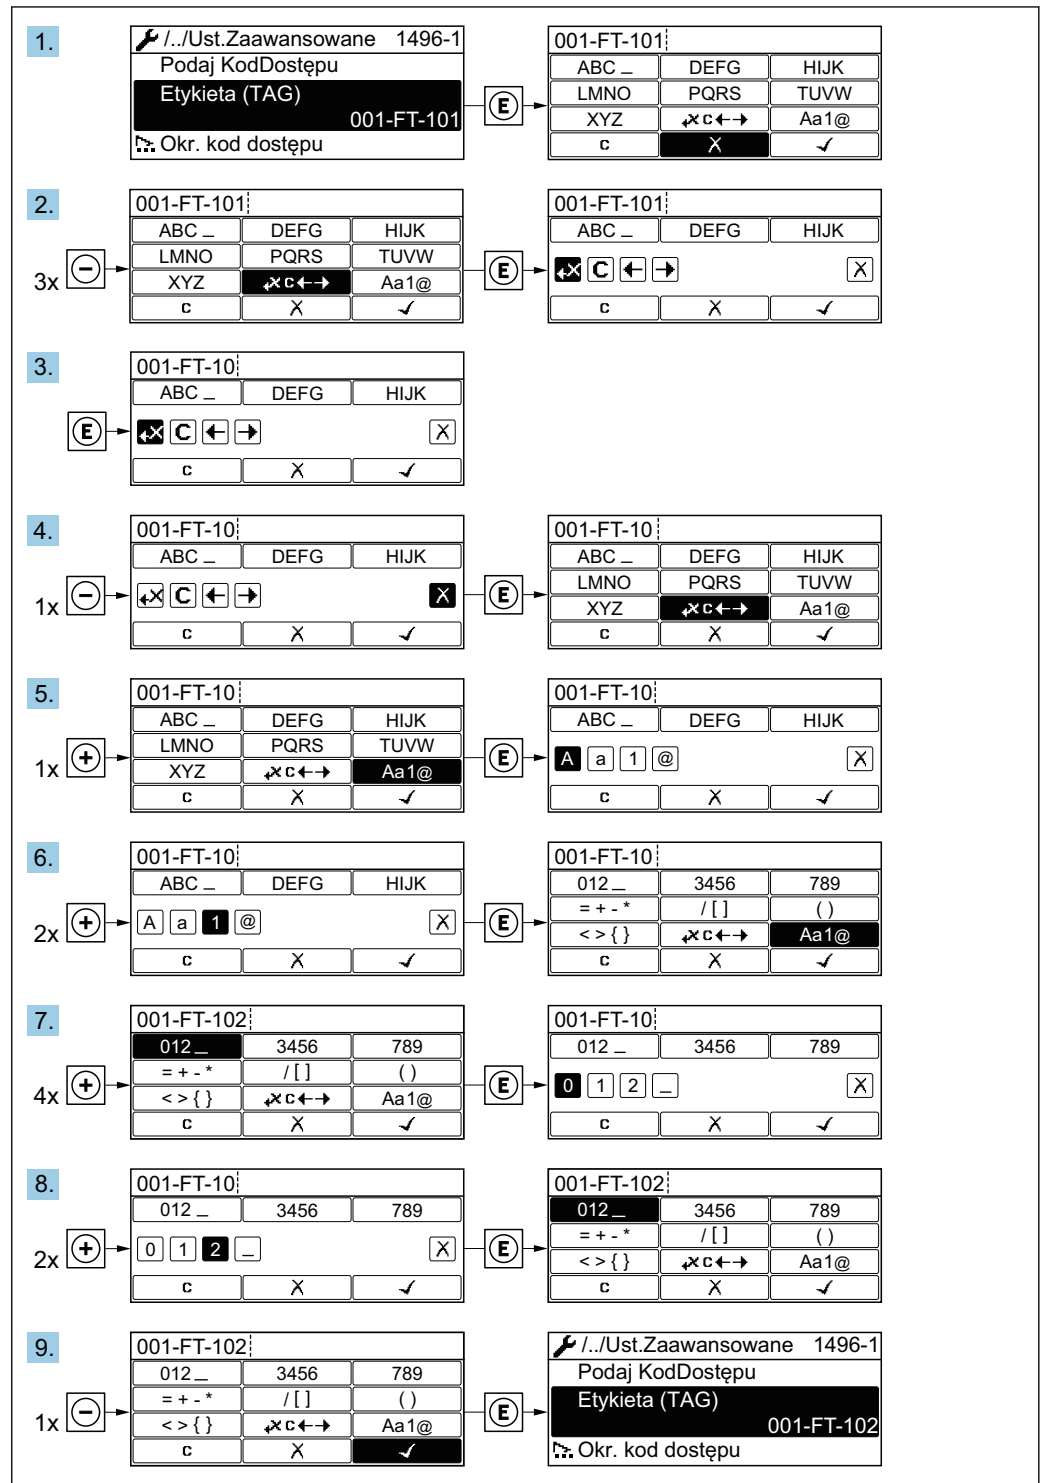 1.
/../Ust.Zaawansowane 1496-1
Podaj KodDostępu
Etykieta (TAG)
001-FT-101
Okr. kod dostępu
E
001-FT-101
ABC _ DEFG HIJK
LMNO PQRS TUVW
XYZ C Aa1@
C X ✓
2.
3x
001-FT-101
ABC _ DEFG HIJK
LMNO PQRS TUVW
XYZ C Aa1@
C X ✓
E
001-FT-101
ABC _ DEFG HIJK
C ← → X
C X ✓
3.
E
001-FT-10
ABC _ DEFG HIJK
C ← → X
C X ✓
4.
1x
001-FT-10
ABC _ DEFG HIJK
C ← → X
C X ✓
E
001-FT-10
ABC _ DEFG HIJK
LMNO PQRS TUVW
XYZ C Aa1@
C X ✓
5.
1x
001-FT-10
ABC _ DEFG HIJK
LMNO PQRS TUVW
XYZ C Aa1@
C X ✓
E
001-FT-10
ABC _ DEFG HIJK
A a 1 @ X
C X ✓
6.
2x
001-FT-10
ABC _ DEFG HIJK
A a 1 @ X
C X ✓
E
001-FT-10
012 _ 3456 789
= + - * / [ ] ( )
< > { } C Aa1@
C X ✓
7.
4x
001-FT-102
012 _ 3456 789
= + - * / [ ] ( )
< > { } C Aa1@
C X ✓
E
001-FT-10
012 _ 3456 789
0 1 2 _ X
C X ✓
8.
2x
001-FT-10
012 _ 3456 789
0 1 2 _ X
C X ✓
E
001-FT-102
012 _ 3456 789
= + - * / [ ] ( )
< > { } C Aa1@
C X ✓
9.
1x
001-FT-102
012 _ 3456 789
= + - * / [ ] ( )
< > { } C Aa1@
C X ✓
E
/../Ust.Zaawansowane 1496-1
Podaj KodDostępu
Etykieta (TAG)
001-FT-102
Okr. kod dostępu